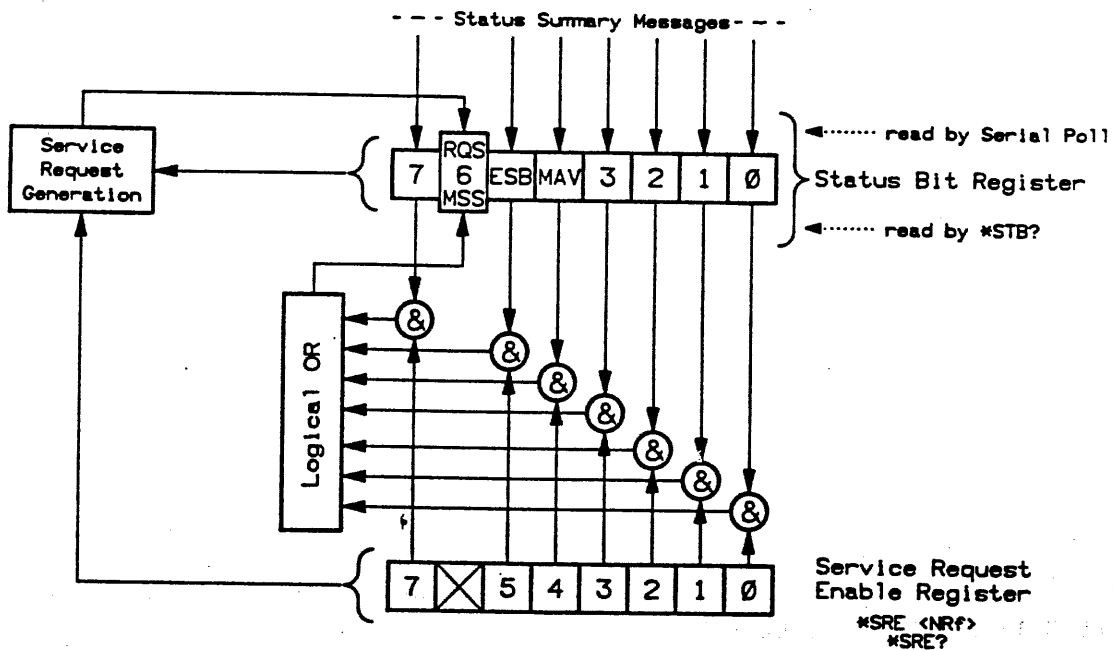 - - - Status Summary Messages- - -
Service
Request
Generation
7
RQS
6
MSS
ESB
MAV
3
2
1
0
read by Serial Poll
Status Bit Register
read by *STB?
Logical OR
&
&
&
&
&
&
&
7
5
4
3
2
1
0
Service Request
Enable Register
*SRE <NRf>
*SRE?